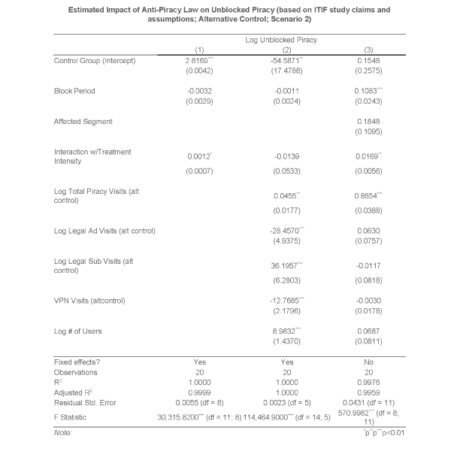 Estimated Impact of Anti-Piracy Law on Unblocked Piracy (based on ITIF study claims and
assumptions; Alternative Control; Scenario 2)
Log Unblocked Piracy
(1) (2) (3)
Control Group (Intercept) 2.8169*** -54.5871** 0.1548
(0.0042) (17.4788) (0.2575)
Block Period -0.0032 -0.0011 0.1083***
(0.0029) (0.0024) (0.0243)
Affected Segment 0.1848
(0.1095)
Interaction w/Treatment
Intensity 0.0012* -0.0139 0.0169**
(0.0007) (0.0533) (0.0056)
Log Total Piracy Visits (alt
control) 0.0455** 0.8654***
(0.0177) (0.0388)
Log Legal Ad Visits (alt control) -28.4570*** 0.0630
(4.9375) (0.0757)
Log Legal Sub Visits (alt
control) 36.1957*** -0.0117
(6.2803) (0.0818)
VPN Visits (altcontrol) -12.7685*** -0.0030
(2.1796) (0.0178)
Log # of Users 8.9832*** 0.0687
(1.4370) (0.0811)
Fixed effects? Yes Yes No
Observations 20 20 20
R² 1.0000 1.0000 0.9976
Adjusted R² 0.9999 1.0000 0.9959
Residual Std. Error 0.0055 (df = 8) 0.0023 (df = 5) 0.0431 (df = 11)
F Statistic 30,315.8200*** (df = 11; 8) 114,464.9000*** (df = 14; 5) 570.9982*** (df = 8;
11)
Note: *p**p***p<0.01